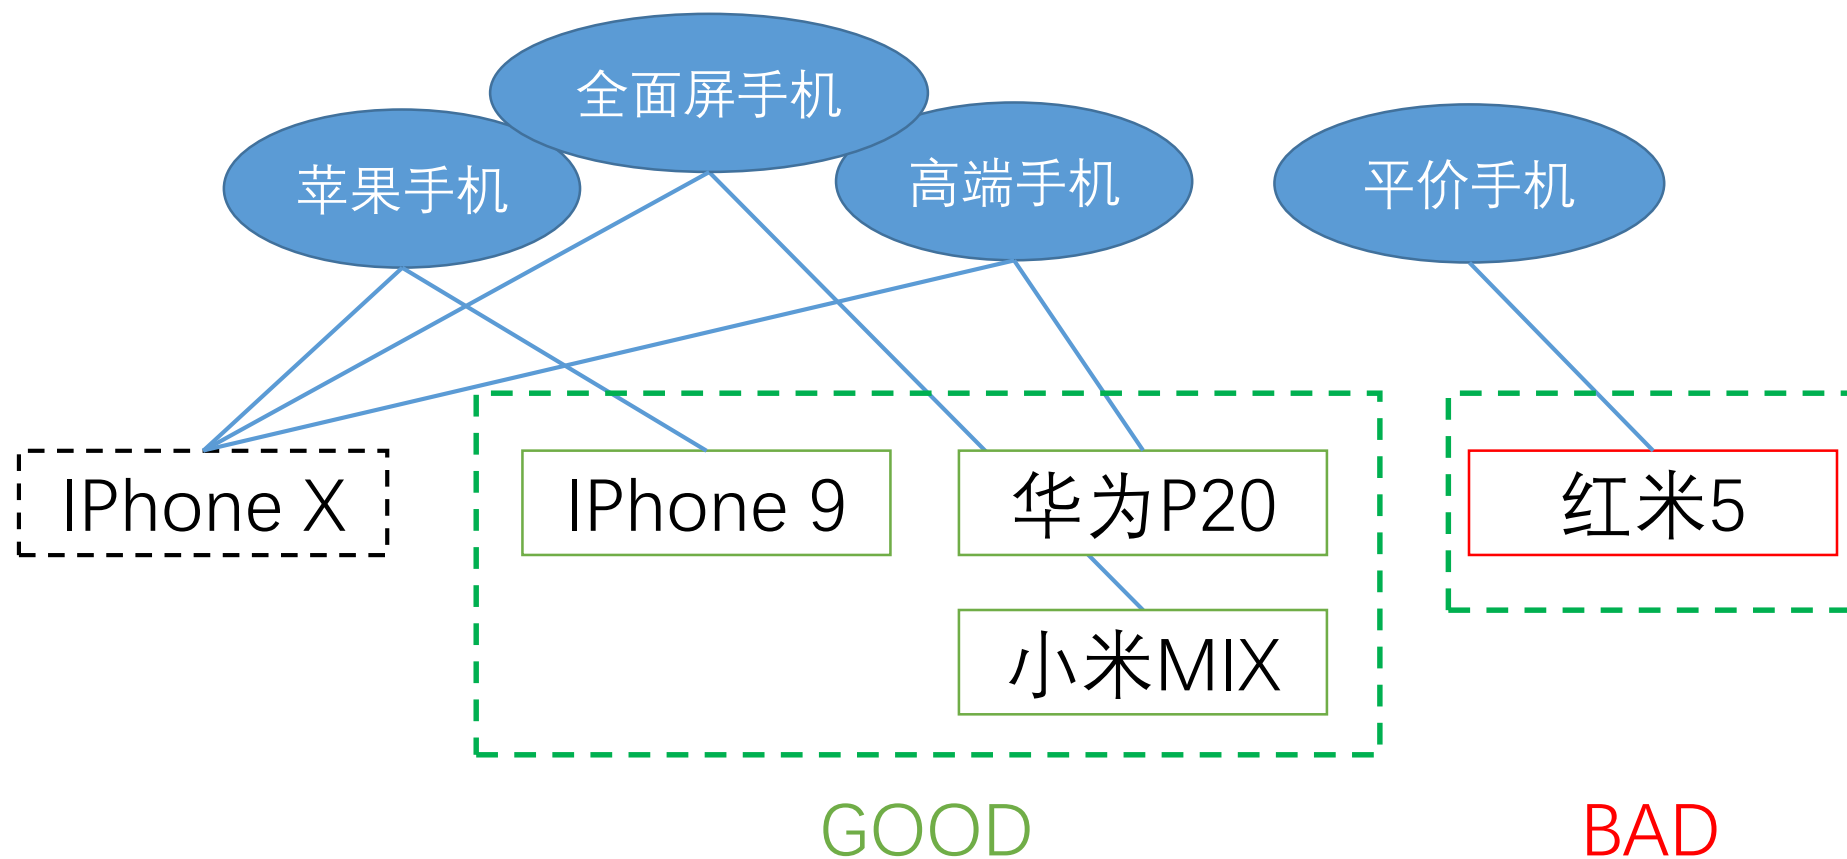 全面屏手机
苹果手机
高端手机
平价手机
IPhone X
IPhone 9
华为P20
红米5
小米MIX
GOOD
BAD